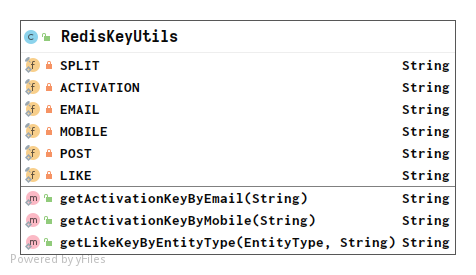 C RedisKeyUtils
f SPLIT String
f ACTIVATION String
f EMAIL String
f MOBILE String
f POST String
f LIKE String
m getActivationKeyByEmail(String) String
m getActivationKeyByMobile(String) String
m getLikeKeyByEntityType(EntityType, String) String
Powered by yFiles